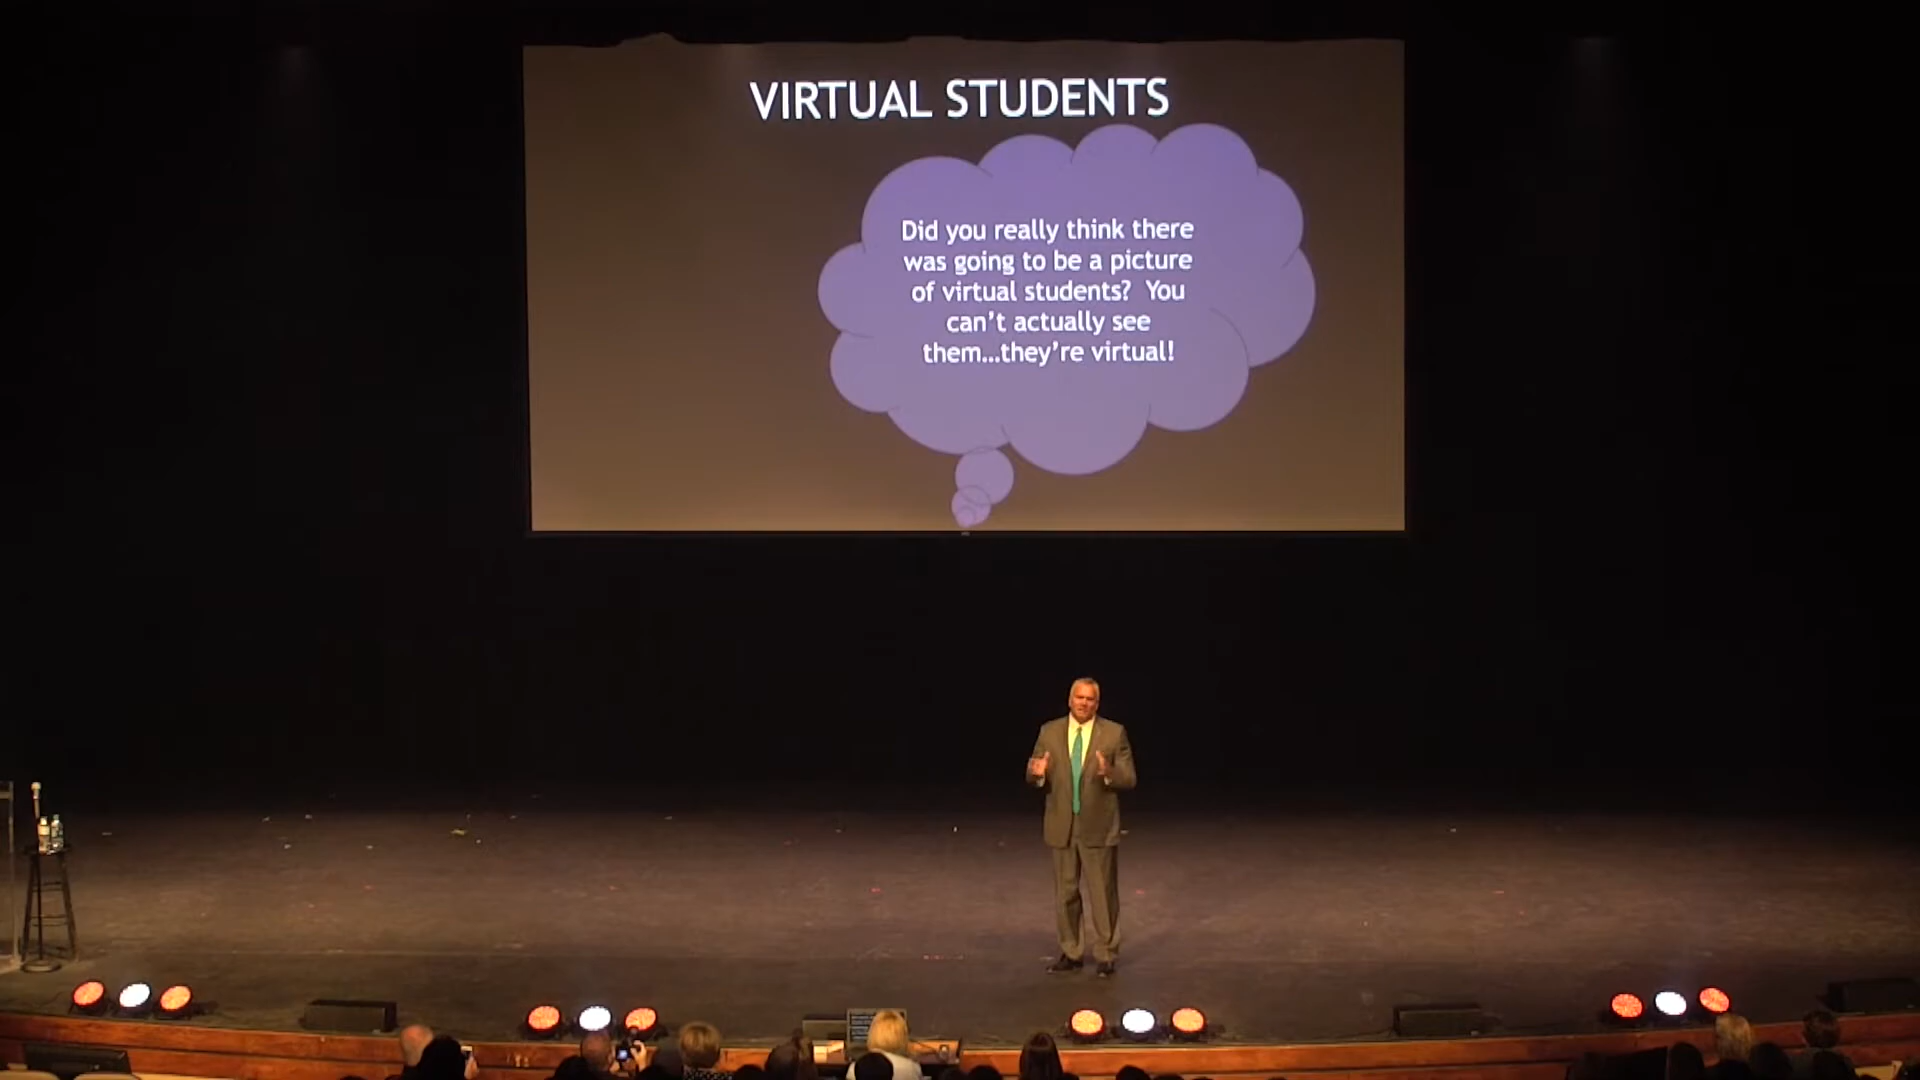 VIRTUAL STUDENTS
Did you really think there
was going to be a picture
of virtual students?  You
can't actually see
them...they're virtual!